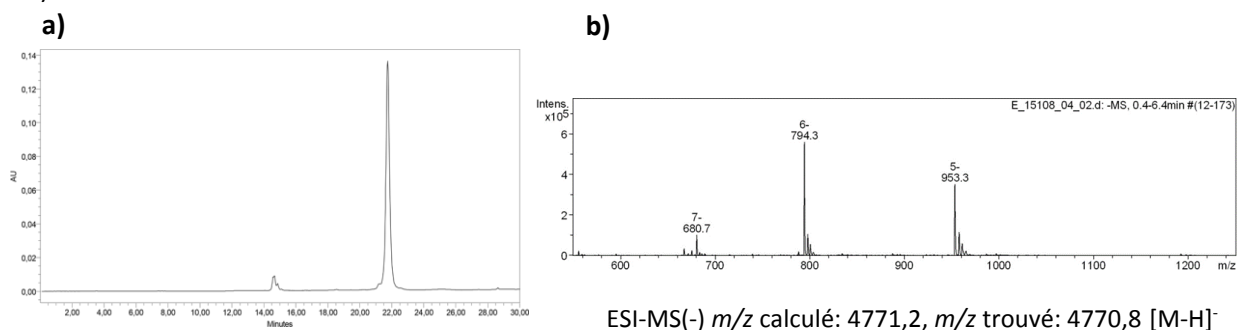 a)
b)
0,14
0,12
0,10
0,08
0,06
0,04
0,02
0,00
AU
2,00 4,00 6,00 8,00 10,00 12,00 14,00 16,00 18,00 20,00 22,00 24,00 26,00 28,00 30,00
Minutes
Intens.
x10⁵
E_15108_04_02.d: -MS, 0.4-6.4min #(12-173)
6
4
2
0
7-
680.7
6-
794.3
5-
953.3
600 700 800 900 1000 1100 1200 m/z
ESI-MS(-) m/z calculé: 4771,2, m/z trouvé: 4770,8 [M-H]⁻